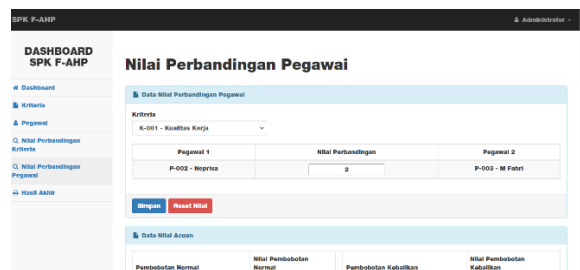 SPK F-AHP
Administrator
DASHBOARD
SPK F-AHP
Dashboard
Kriteria
Pegawai
Nilai Perbandingan
Kriteria
Nilai Perbandingan
Pegawai
Hasil Akhir
Nilai Perbandingan Pegawai
Data Nilai Perbandingan Pegawai
Kriteria
K-001 - Kualitas Kerja
Pegawai 1 Nilai Perbandingan Pegawai 2
P-002 - Neprisa 2 P-003 - M Fahri
Simpan Reset Nilai
Data Nilai Acuan
Nilai Pembobotan Nilai Pembobotan
Pembobotan Normal Normal Pembobotan Kebalikan Kebalikan